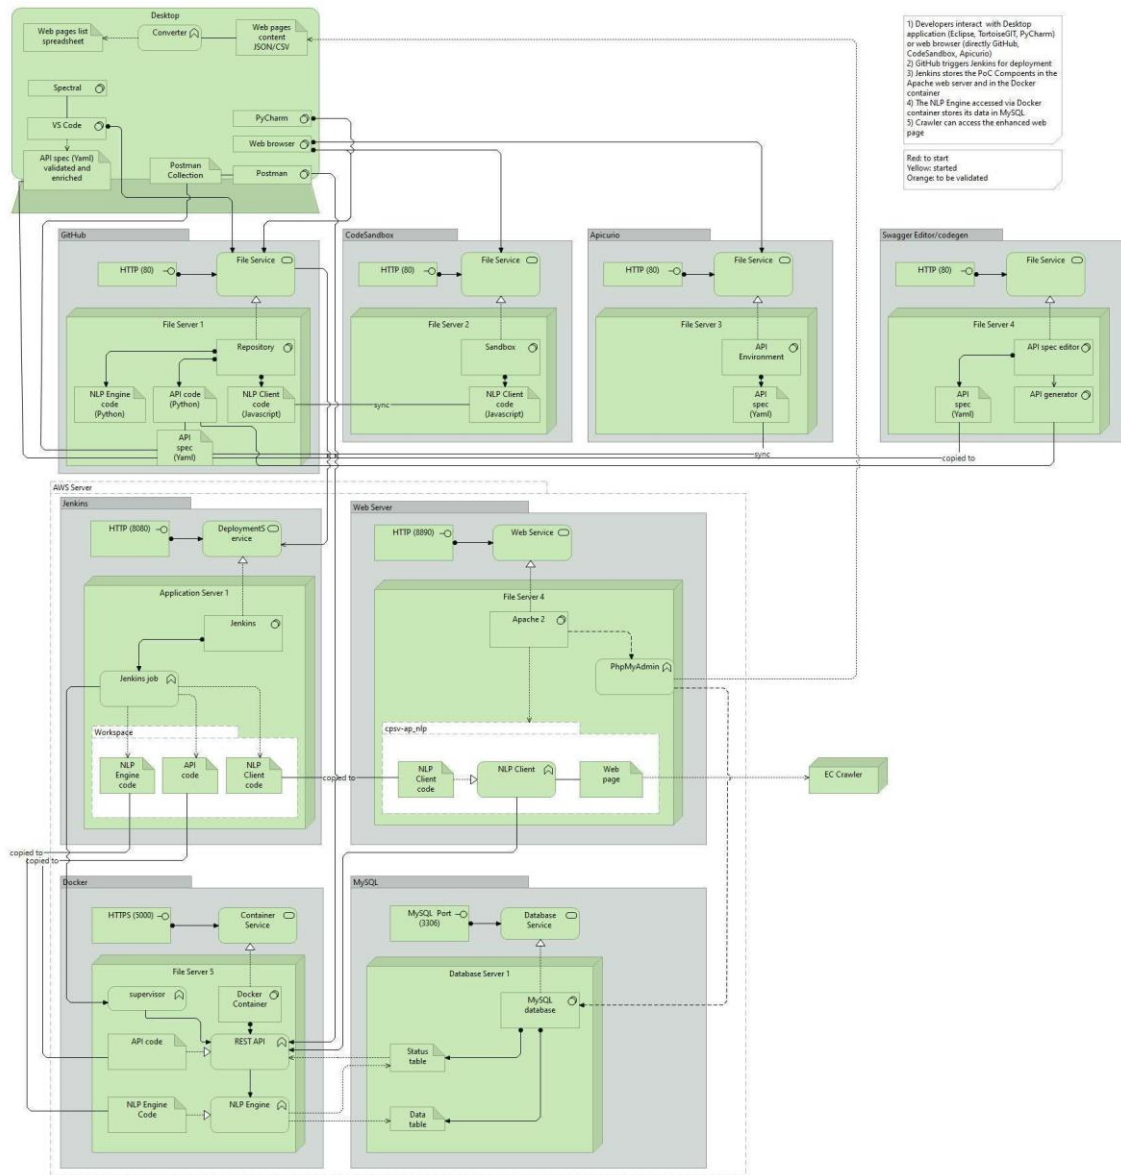 Desktop
Web pages list
spreadsheet
Converter
Web pages
content
JSON/CSV
Spectral
VS Code
API spec (Yaml)
validated and
enriched
PyCharm
Web browser
Postman
Collection
Postman
1) Developers interact with Desktop
application (Eclipse, TortoiseGIT, PyCharm)
or web browser (directly GitHub,
CodeSandbox, Apicurio)
2) GitHub triggers Jenkins for deployment
3) Jenkins stores the PoC Compoents in the
Apache web server and in the Docker
container
4) The NLP Engine accessed via Docker
container stores its data in MySQL
5) Crawler can access the enhanced web
page
Red: to start
Yellow: started
Orange: to be validated
GitHub
HTTP (80)
File Service
File Server 1
Repository
NLP Engine
code
(Python)
API code
(Python)
NLP Client
code
(Javascript)
API
spec
(Yaml)
CodeSandbox
HTTP (80)
File Service
File Server 2
Sandbox
NLP Client
code
(Javascript)
sync
Apicurio
HTTP (80)
File Service
File Server 3
API
Environment
API
spec
(Yaml)
sync
Swagger Editor/codegen
HTTP (80)
File Service
File Server 4
API spec editor
API
spec
(Yaml)
API generator
copied to
AWS Server
Jenkins
HTTP (8080)
DeploymentS
ervice
Application Server 1
Jenkins
Jenkins job
Workspace
NLP
Engine
code
API
code
NLP
Client
code
copied to
copied to
copied to
Web Server
HTTP (8890)
Web Service
File Server 4
Apache 2
PhpMyAdmin
cpsv-ap_nlp
NLP
Client
code
NLP Client
Web
page
EC Crawler
Docker
HTTPS (5000)
Container
Service
File Server 5
supervisor
Docker
Container
API code
REST API
NLP Engine
Code
NLP Engine
MySQL
MySQL Port
(3306)
Database
Service
Database Server 1
MySQL
database
Status
table
Data
table